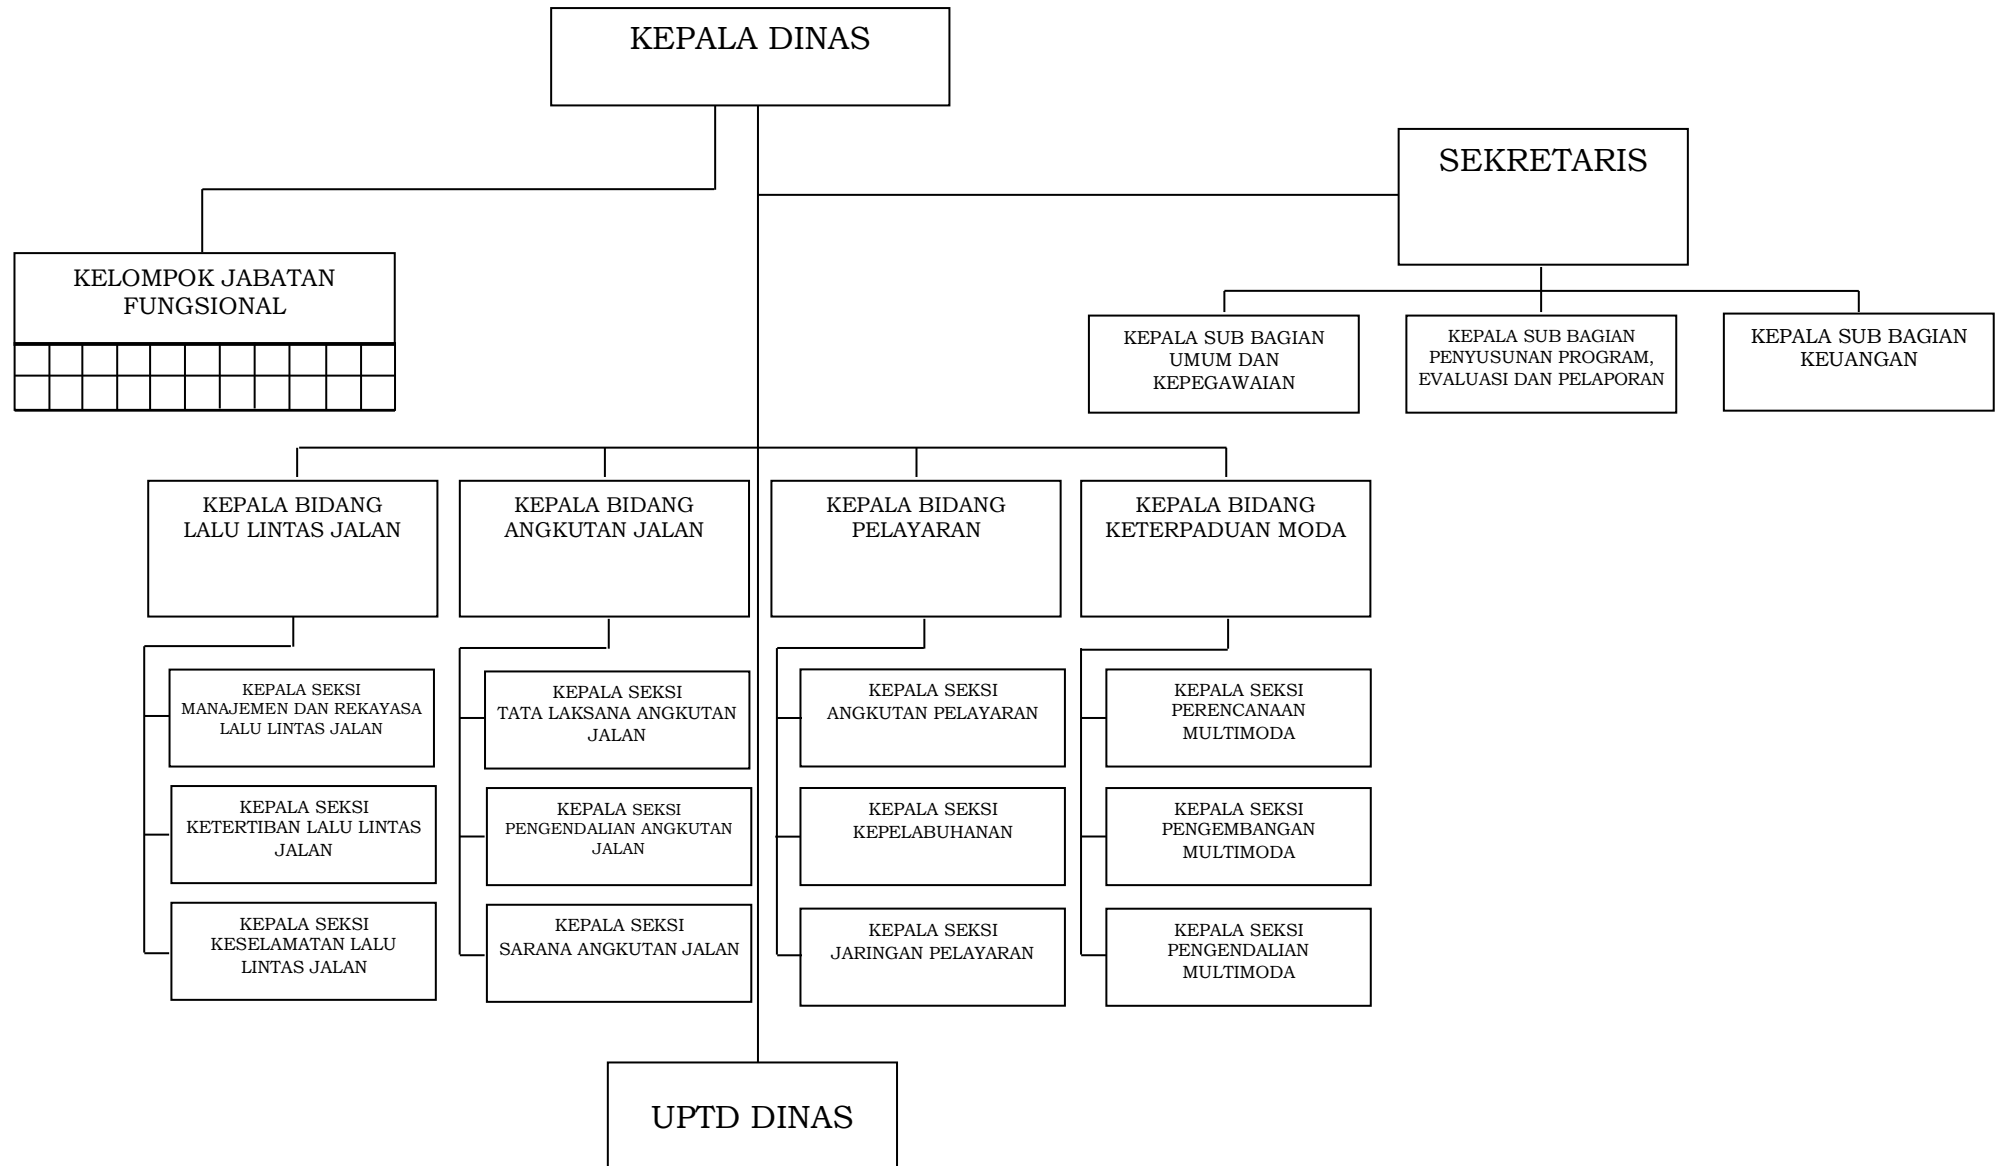 KEPALA DINAS
SEKRETARIS
KELOMPOK JABATAN
FUNGSIONAL
KEPALA SUB BAGIAN
UMUM DAN
KEPEGAWAIAN
KEPALA SUB BAGIAN
PENYUSUNAN PROGRAM,
EVALUASI DAN PELAPORAN
KEPALA SUB BAGIAN
KEUANGAN
KEPALA BIDANG
LALU LINTAS JALAN
KEPALA BIDANG
ANGKUTAN JALAN
KEPALA BIDANG
PELAYARAN
KEPALA BIDANG
KETERPADUAN MODA
KEPALA SEKSI
MANAJEMEN DAN REKAYASA
LALU LINTAS JALAN
KEPALA SEKSI
TATA LAKSANA ANGKUTAN
JALAN
KEPALA SEKSI
ANGKUTAN PELAYARAN
KEPALA SEKSI
PERENCANAAN
MULTIMODA
KEPALA SEKSI
KETERTIBAN LALU LINTAS
JALAN
KEPALA SEKSI
PENGENDALIAN ANGKUTAN
JALAN
KEPALA SEKSI
KEPELABUHANAN
KEPALA SEKSI
PENGEMBANGAN
MULTIMODA
KEPALA SEKSI
KESELAMATAN LALU
LINTAS JALAN
KEPALA SEKSI
SARANA ANGKUTAN JALAN
KEPALA SEKSI
JARINGAN PELAYARAN
KEPALA SEKSI
PENGENDALIAN
MULTIMODA
UPTD DINAS